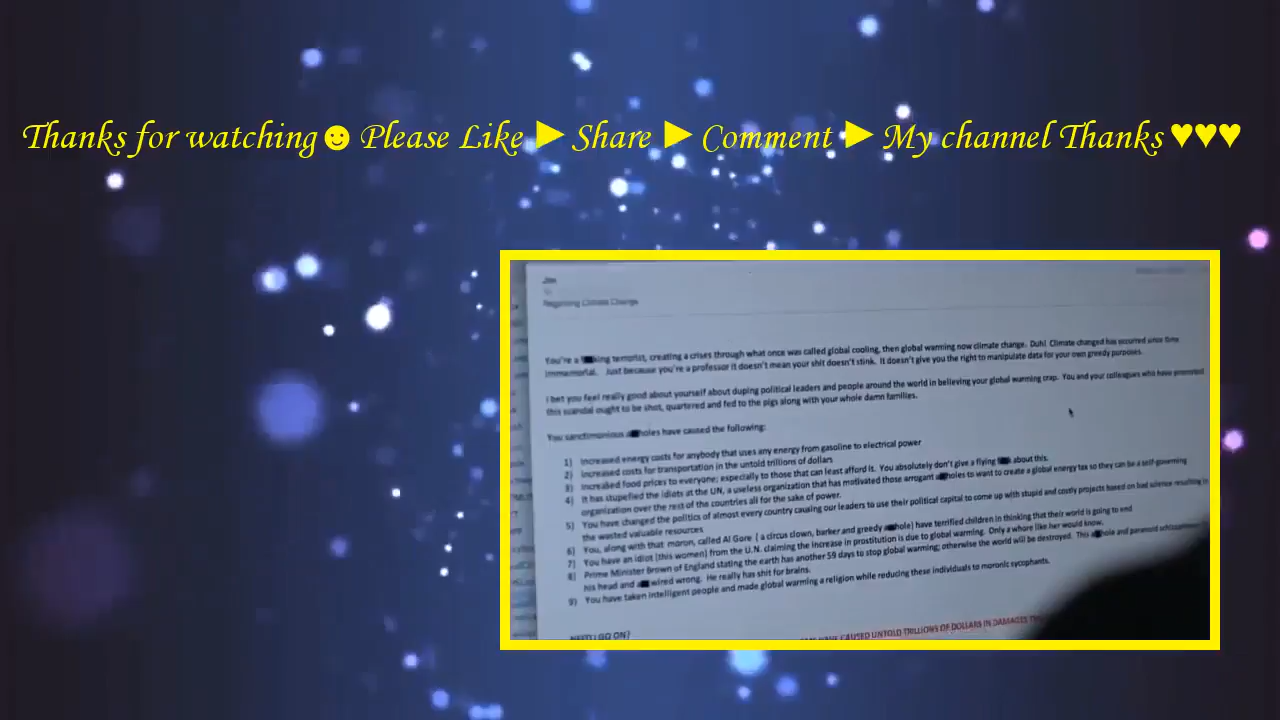 Thanks for watching☻Please Like ► Share ► Comment ► My channel Thanks ♥♥♥
Jim
Regarding Climate Change
You're a f***king terrorist, creating a crises through what once was called global cooling, then global warming now climate change. Duh! Climate changed has occurred since time
immemorial. Just because you're a professor it doesn't mean your shit doesn't stink. It doesn't give you the right to manipulate data for your own greedy purposes.
I bet you feel really good about yourself about duping political leaders and people around the world in believing your global warming crap. You and your colleagues who have promoted
this scandal ought to be shot, quartered and fed to the pigs along with your whole damn families.
You sanctimonious a holes have caused the following:
1) Increased energy costs for anybody that uses any energy from gasoline to electrical power
2) Increased costs for transportation in the untold trillions of dollars
3) Increased food prices to everyone; especially to those that can least afford it. You absolutely don't give a flying about this.
4) It has stupefied the idiots at the UN, a useless organization that has motivated those arrogant a holes to want to create a global energy tax so they can be a self-governing
organization over the rest of the countries all for the sake of power.
5) You have changed the politics of almost every country causing our leaders to use their political capital to come up with stupid and costly projects based on bad science resulting in
the wasted valuable resources
6) You, along with that moron, called Al Gore ( a circus clown, barker and greedy hole) have terrified children in thinking that their world is going to end
7) You have an idiot (this women) from the U.N. claiming the increase in prostitution is due to global warming. Only a whore like her would know.
8) Prime Minister Brown of England stating the earth has another 59 days to stop global warming; otherwise the world will be destroyed. This hole and paranoid
his head and a wired wrong. He really has shit for brains.
9) You have taken intelligent people and made global warming a religion while reducing these individuals to moronic sycophants.
NEED I GO ON?
HAVE CAUSED UNTOLD TRILLIONS OF DOLLARS IN DAMAGES